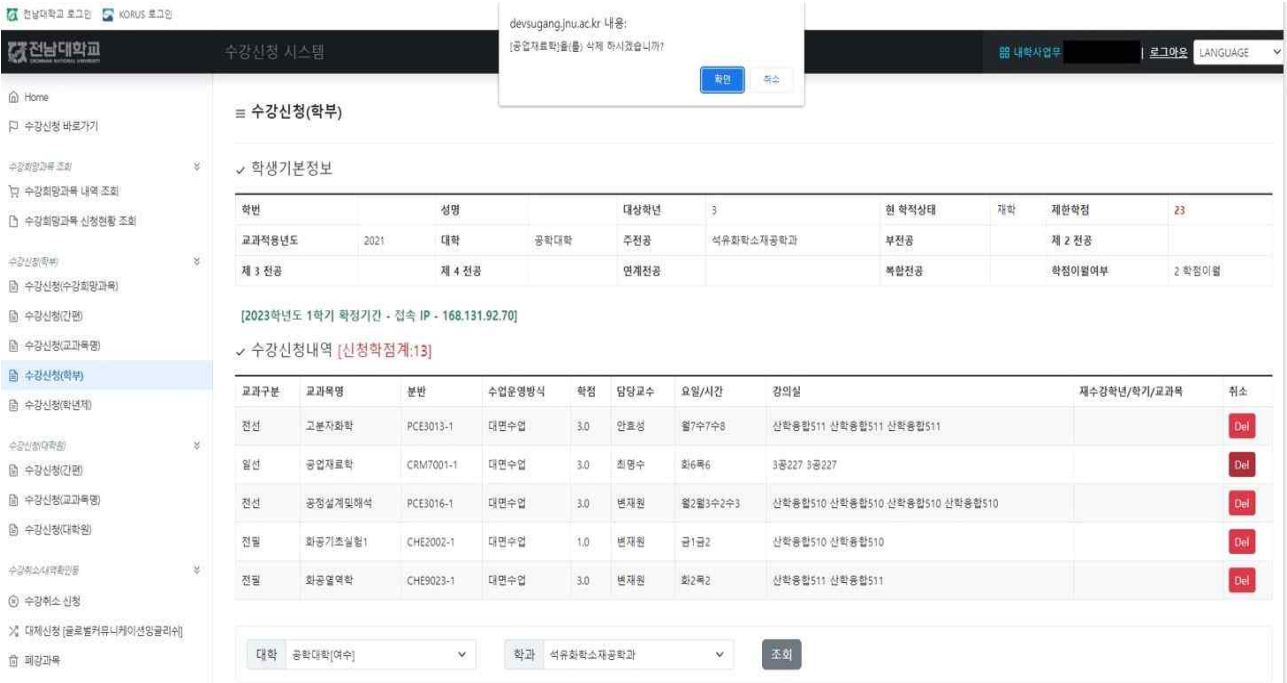 전남대학교 로그인 KORUS 로그인
devsugang.jnu.ac.kr 내용:
[공업재료학]을(를) 삭제 하시겠습니까?
확인 취소
전남대학교
CHONNAM NATIONAL UNIVERSITY
수강신청 시스템
내학사업무 | 로그아웃 LANGUAGE
Home
수강신청 바로가기
수강희망과목 조회
수강희망과목 내역 조회
수강희망과목 신청현황 조회
수강신청(학부)
수강신청(수강희망과목)
수강신청(간편)
수강신청(교과목명)
수강신청(학부)
수강신청(학년제)
수강신청(대학원)
수강신청(간편)
수강신청(교과목명)
수강신청(대학원)
수강취소/내역확인등
수강취소 신청
대체신청 [글로벌커뮤니케이션잉글리쉬]
폐강과목
≡ 수강신청(학부)
✓ 학생기본정보
학번 성명 대상학년 3 현 학적상태 재학 제한학점 23
교과적용년도 2021 대학 공학대학 주전공 석유화학소재공학과 부전공 제 2 전공
제 3 전공 제 4 전공 연계전공 복합전공 학점이월여부 2 학점이월
[2023학년도 1학기 확정기간 - 접속 IP - 168.131.92.70]
✓ 수강신청내역 [신청학점계:13]
교과구분 교과목명 분반 수업운영방식 학점 담당교수 요일/시간 강의실 재수강학년/학기/교과목 취소
전선 고분자화학 PCE3013-1 대면수업 3.0 안효성 월7수7수8 산학융합511 산학융합511 산학융합511 Del
일선 공업재료학 CRM7001-1 대면수업 3.0 최명수 화6목6 3공227 3공227 Del
전선 공정설계및해석 PCE3016-1 대면수업 3.0 변재원 월2월3수2수3 산학융합510 산학융합510 산학융합510 산학융합510 Del
전필 화공기초실험1 CHE2002-1 대면수업 1.0 변재원 금1금2 산학융합510 산학융합510 Del
전필 화공열역학 CHE9023-1 대면수업 3.0 변재원 화2목2 산학융합511 산학융합511 Del
대학 공학대학[여수] 학과 석유화학소재공학과 조회